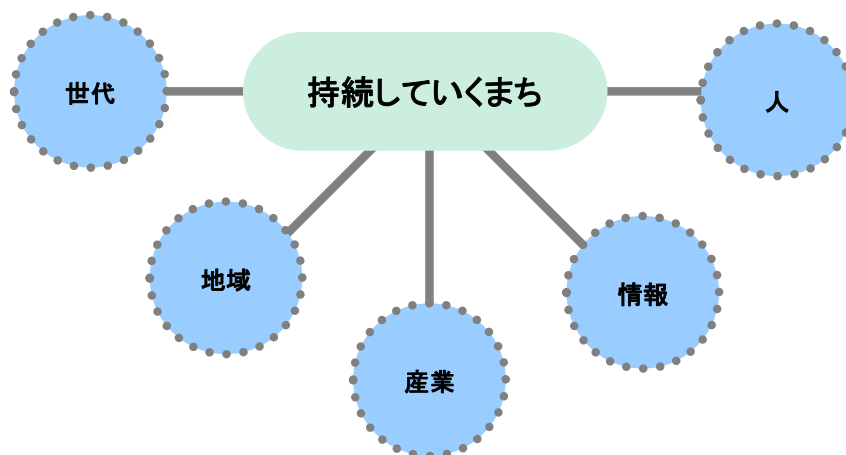 持続していくまち
世代
人
地域
情報
産業